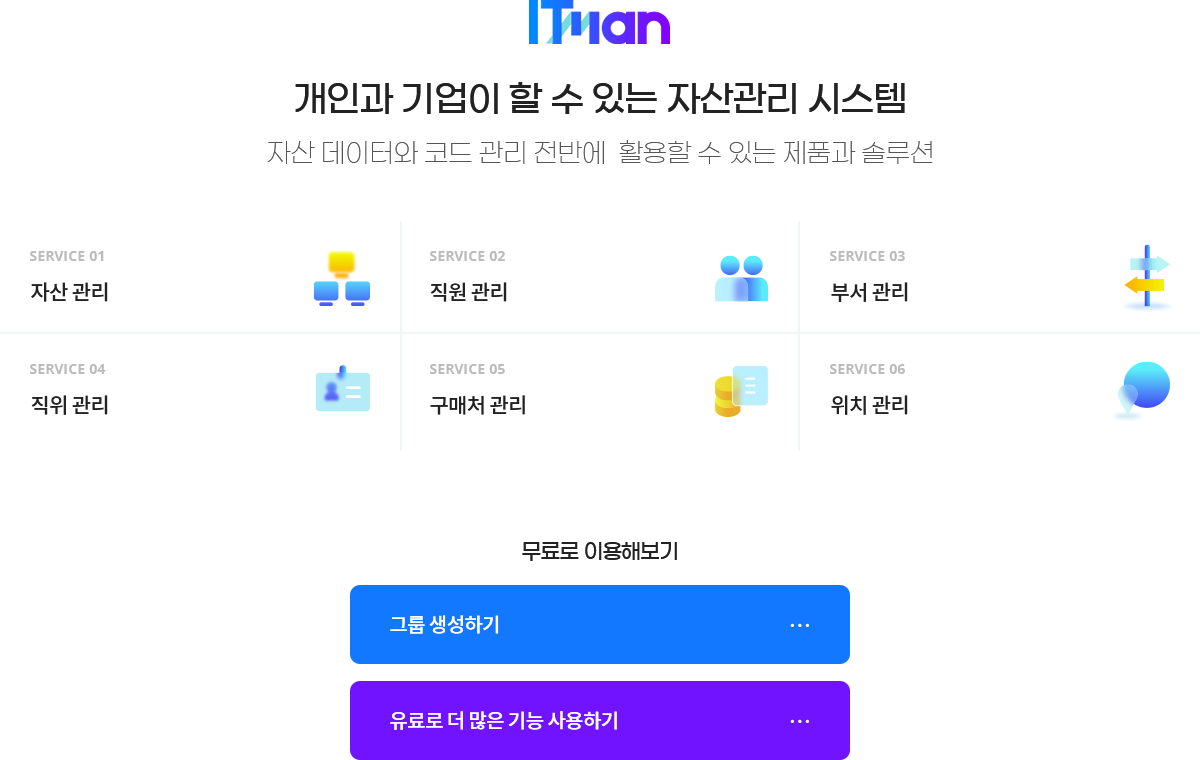 ITMan
개인과 기업이 할 수 있는 자산관리 시스템
자산 데이터와 코드 관리 전반에 활용할 수 있는 제품과 솔루션
SERVICE 01
자산 관리
SERVICE 02
직원 관리
SERVICE 03
부서 관리
SERVICE 04
직위 관리
SERVICE 05
구매처 관리
SERVICE 06
위치 관리
무료로 이용해보기
그룹 생성하기 ...
유료로 더 많은 기능 사용하기 ...